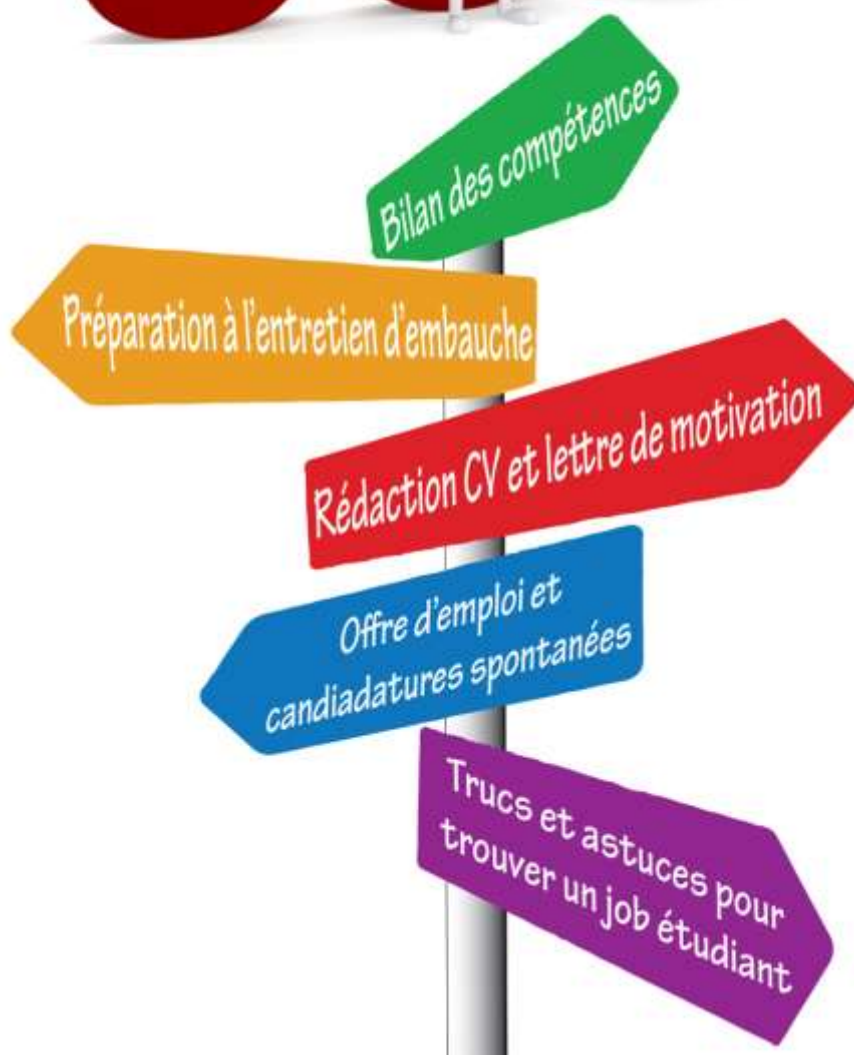 Bilan des compétences
Préparation à l'entretien d'embauche
Rédaction CV et lettre de motivation
Offre d'emploi et
candiadatures spontanées
Trucs et astuces pour
trouver un job étudiant